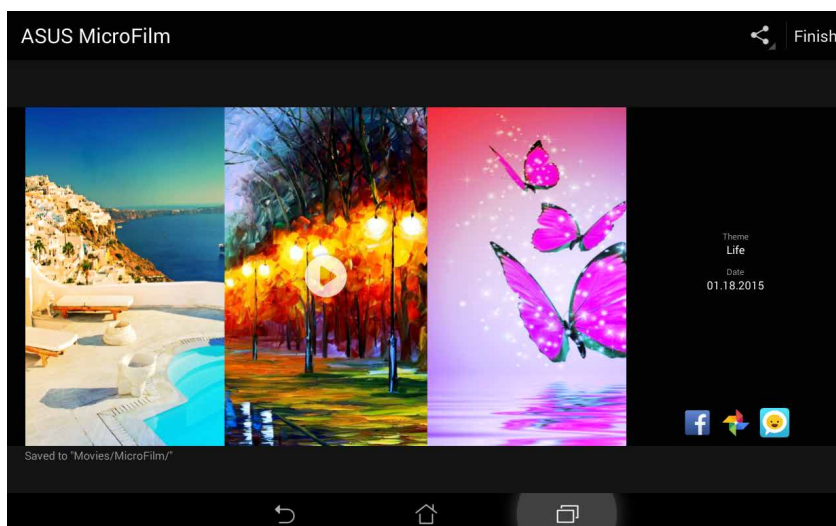 ASUS MicroFilm
Finish
Theme
Life
Date
01.18.2015
Saved to "Movies/MicroFilm/"